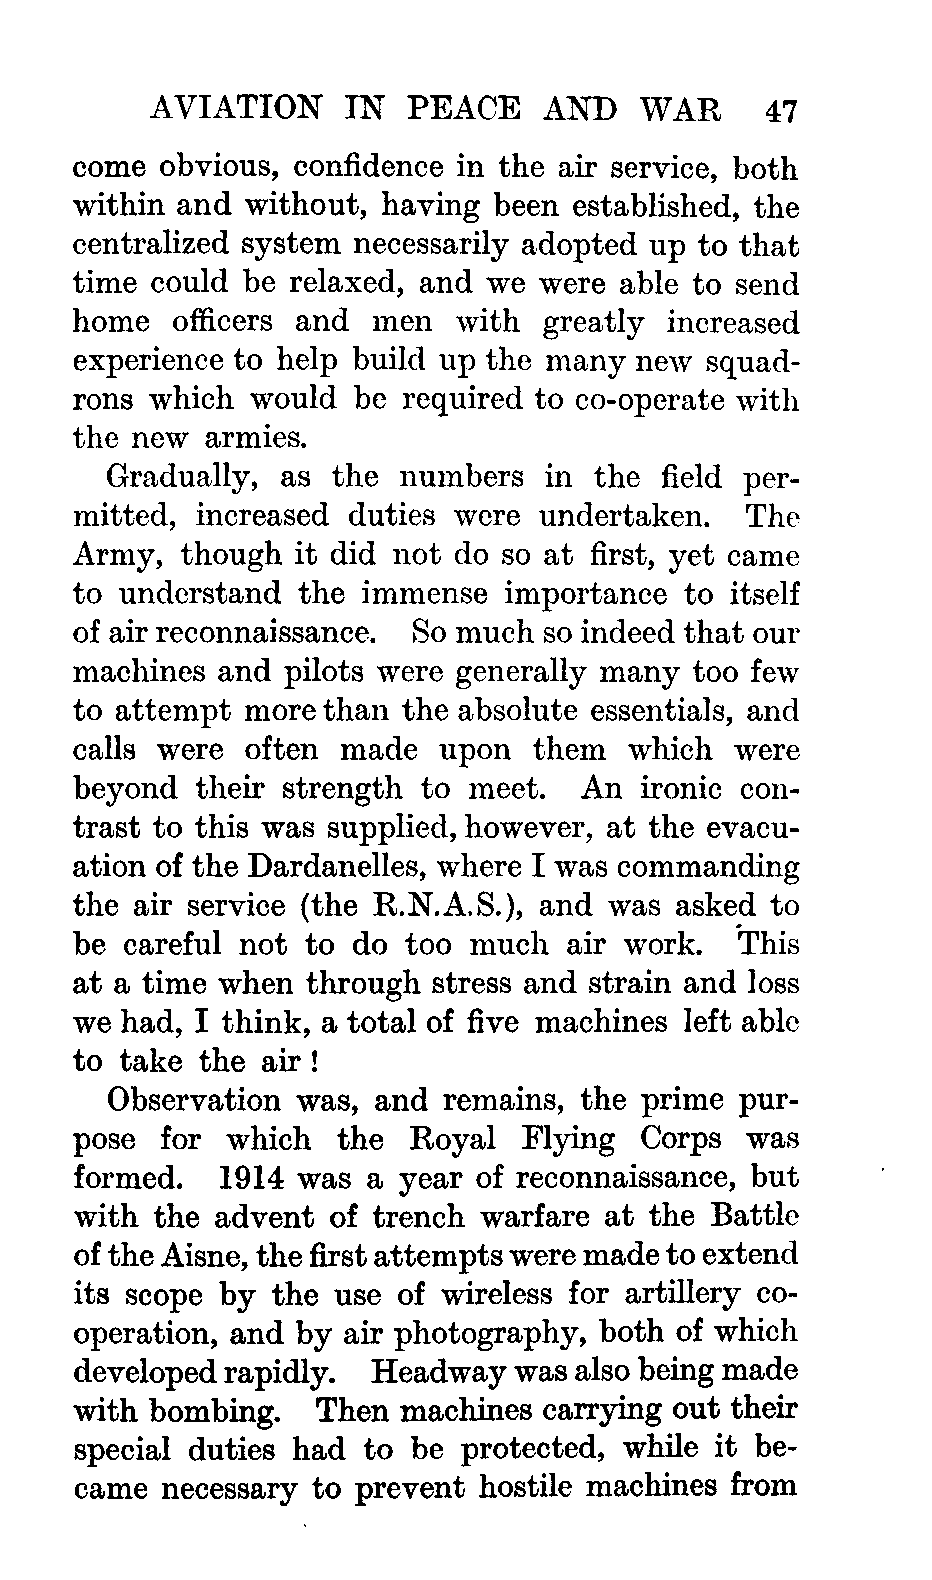 AVIATION IN PEACE AND WAR 47
come obvious, confidence in the air service, both
within and without, having been established, the
centralized system necessarily adopted up to that
time could be relaxed, and we were able to send
home officers and men with greatly increased
experience to help build up the many new squad-
rons which would be required to co-operate with
the new armies.
Gradually, as the numbers in the field per-
mitted, increased duties were undertaken. The
Army, though it did not do so at first, yet came
to understand the immense importance to itself
of air reconnaissance. So much so indeed that our
machines and pilots were generally many too few
to attempt more than the absolute essentials, and
calls were often made upon them which were
beyond their strength to meet. An ironic con-
trast to this was supplied, however, at the evacu-
ation of the Dardanelles, where I was commanding
the air service (the R.N.A.S.), and was asked to
be careful not to do too much air work. This
at a time when through stress and strain and loss
we had, I think, a total of five machines left able
to take the air !
Observation was, and remains, the prime pur-
pose for which the Royal Flying Corps was
formed. 1914 was a year of reconnaissance, but
with the advent of trench warfare at the Battle
of the Aisne, the first attempts were made to extend
its scope by the use of wireless for artillery co-
operation, and by air photography, both of which
developed rapidly. Headway was also being made
with bombing. Then machines carrying out their
special duties had to be protected, while it be-
came necessary to prevent hostile machines from